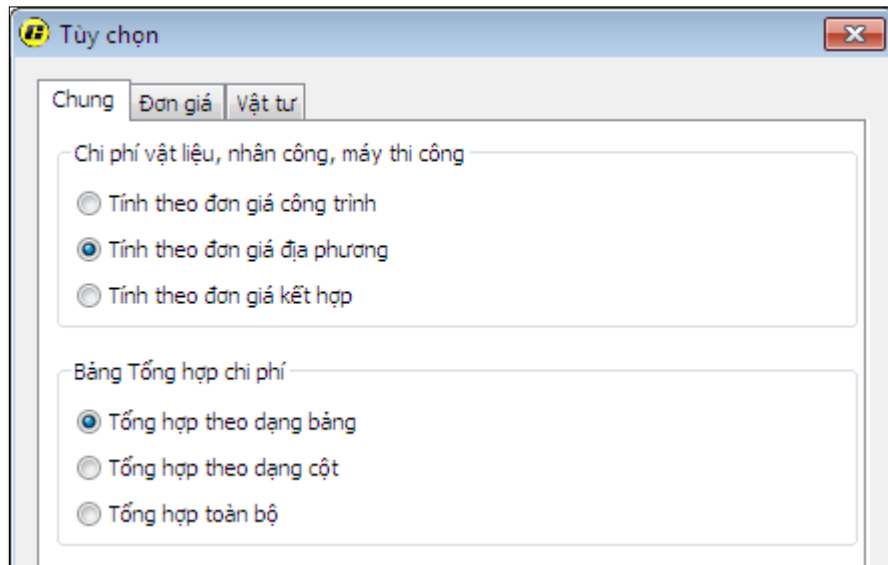 Tùy chọn
Chung Đơn giá Vật tư
Chi phí vật liệu, nhân công, máy thi công
Tính theo đơn giá công trình
Tính theo đơn giá địa phương
Tính theo đơn giá kết hợp
Bảng Tổng hợp chi phí
Tổng hợp theo dạng bảng
Tổng hợp theo dạng cột
Tổng hợp toàn bộ